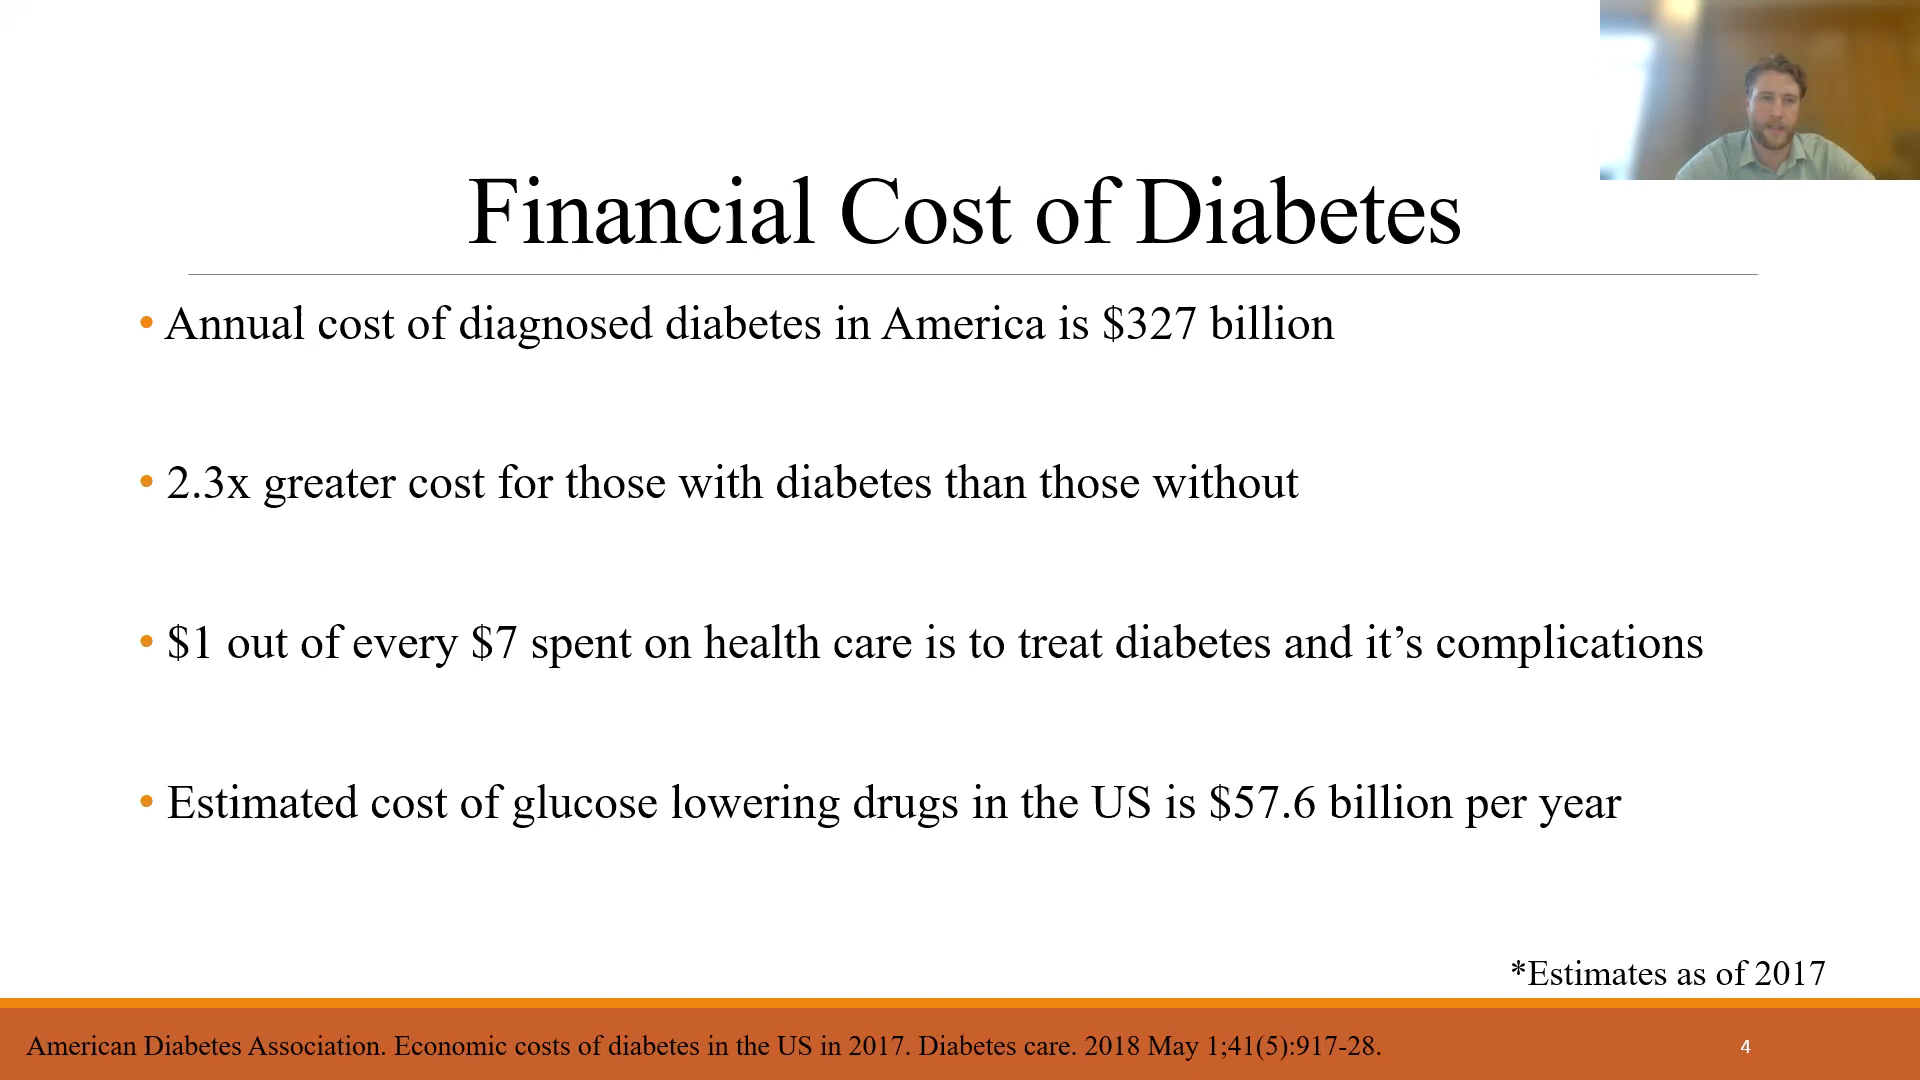 Financial Cost of Diabetes
• Annual cost of diagnosed diabetes in America is $327 billion
• 2.3x greater cost for those with diabetes than those without
• $1 out of every $7 spent on health care is to treat diabetes and it’s complications
• Estimated cost of glucose lowering drugs in the US is $57.6 billion per year
*Estimates as of 2017
American Diabetes Association. Economic costs of diabetes in the US in 2017. Diabetes care. 2018 May 1;41(5):917-28.
4